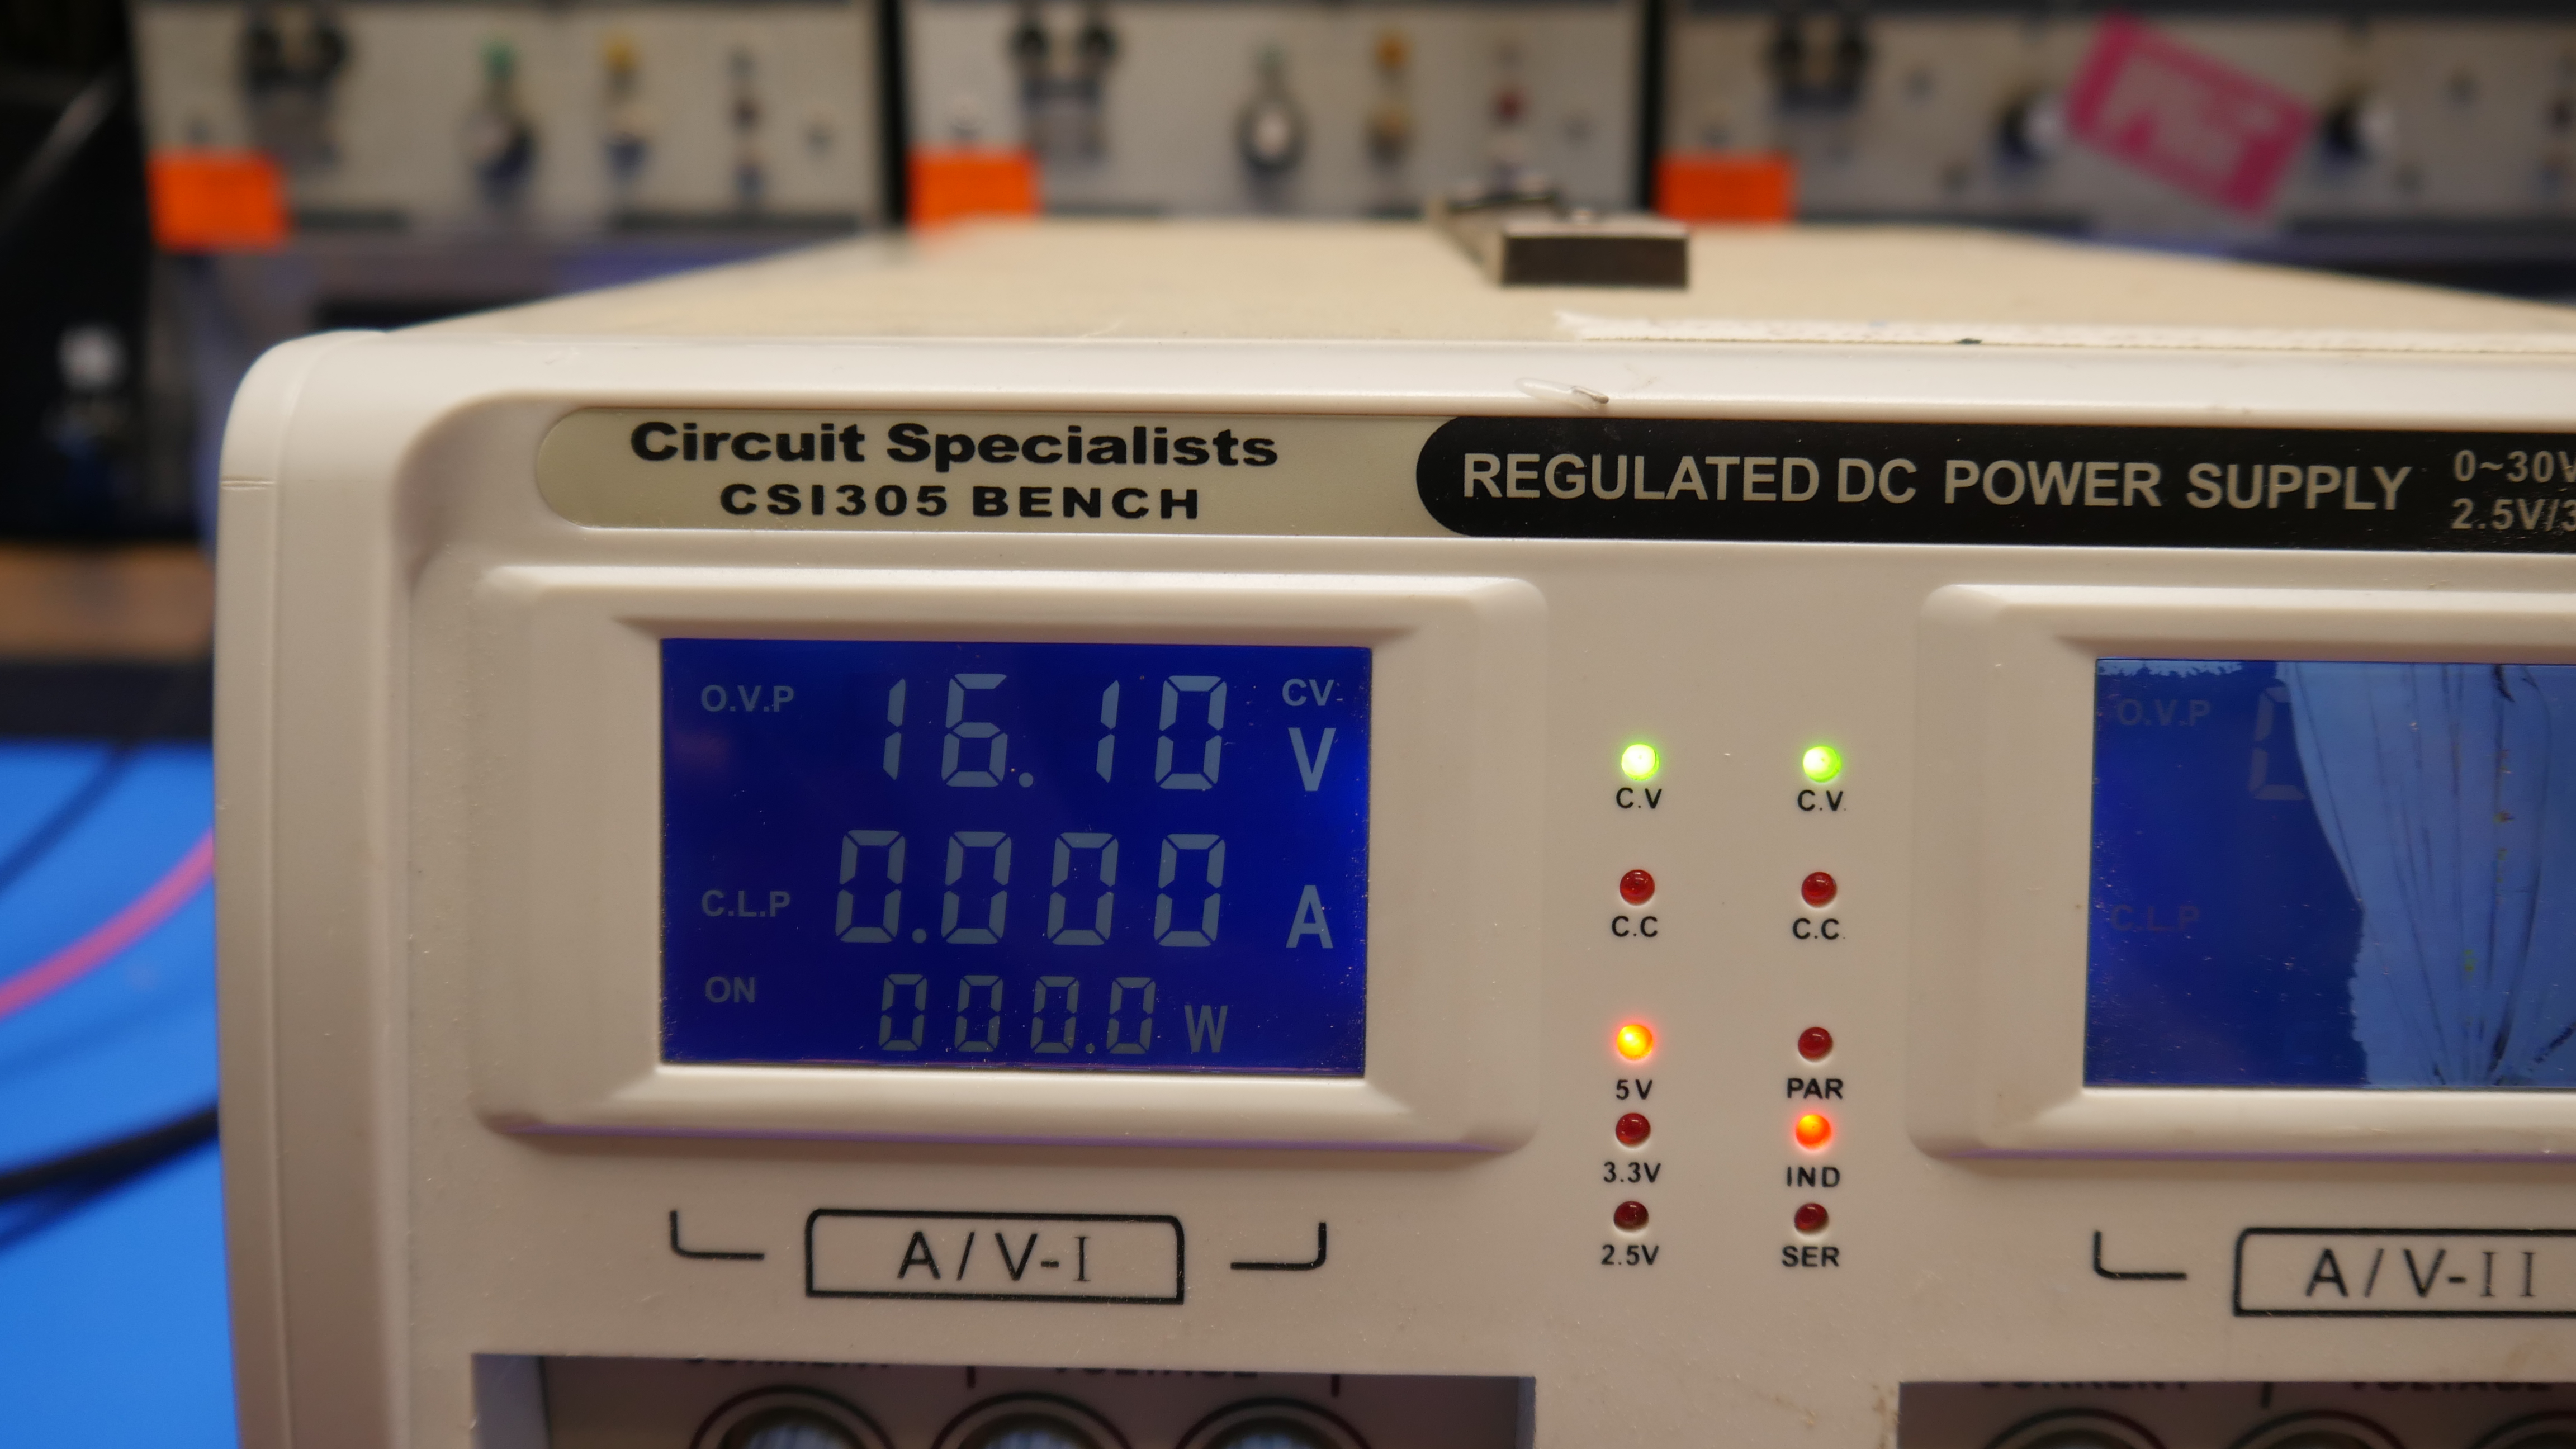 Circuit Specialists
CSI305 BENCH
REGULATED DC POWER SUPPLY
0~30V
2.5V/3
O.V.P
16.10
CV
V
C.L.P
0.000
A
ON
000.0 W
C.V
C.V.
C.C
C.C.
5V
PAR
3.3V
IND
2.5V
SER
O.V.P
C.L.P
A/V-I
A/V-II